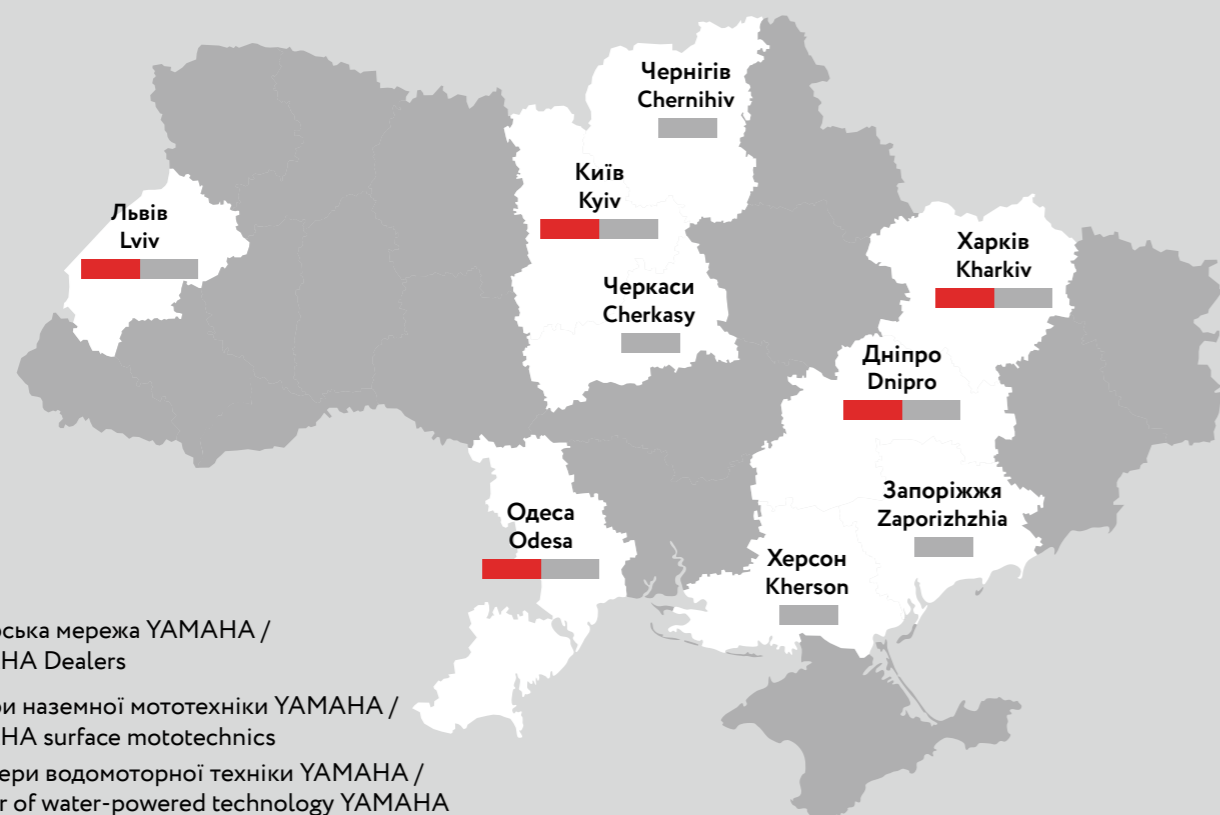 Чернігів
Chernihiv
Київ
Kyiv
Львів
Lviv
Харків
Kharkiv
Черкаси
Cherkasy
Дніпро
Dnipro
Запоріжжя
Zaporizhzhia
Одеса
Odesa
Херсон
Kherson
мережа YAMAHA /
Dealers
наземної мототехніки YAMAHA /
surface mototechnics
водомоторної техніки YAMAHA /
of water-powered technology YAMAHA